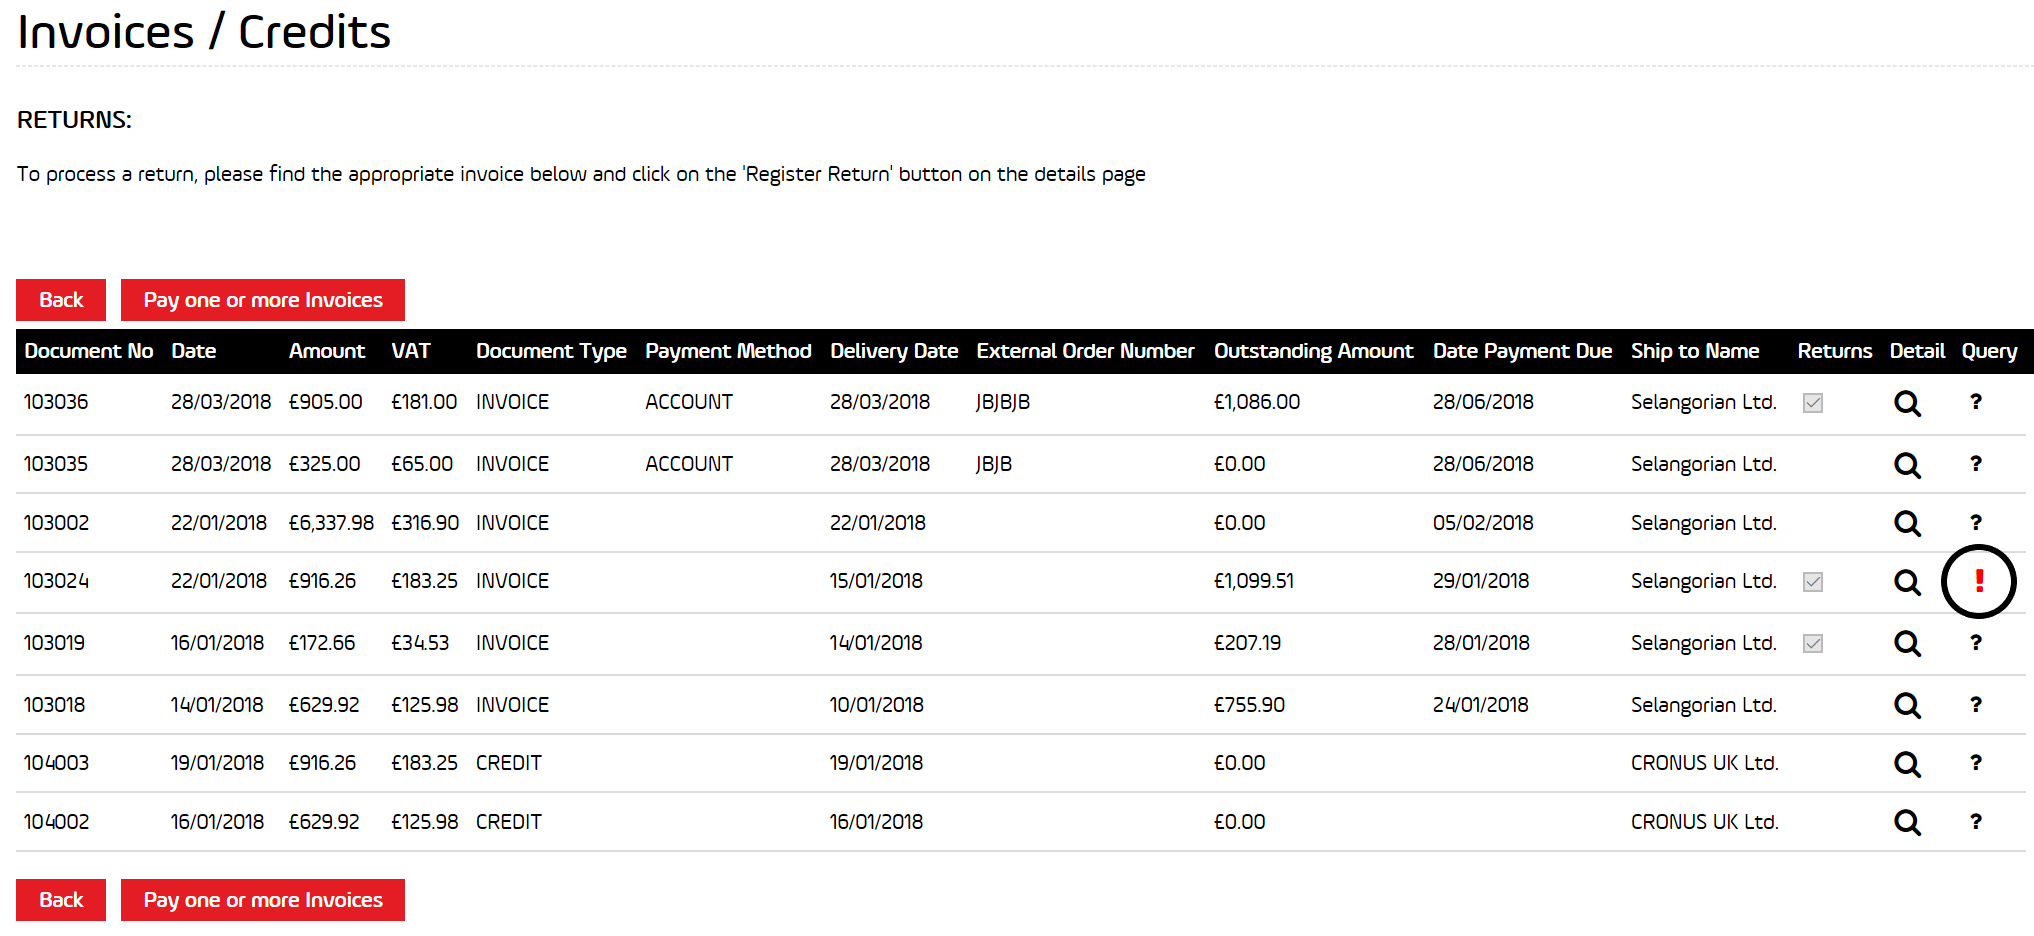 Invoices / Credits
RETURNS:
To process a return, please find the appropriate invoice below and click on the 'Register Return' button on the details page
Back Pay one or more Invoices
Document No Date Amount VAT Document Type Payment Method Delivery Date External Order Number Outstanding Amount Date Payment Due Ship to Name Returns Detail Query
103036 28/03/2018 £905.00 £181.00 INVOICE ACCOUNT 28/03/2018 JBJBJB £1,086.00 28/06/2018 Selangorian Ltd. ?
103035 28/03/2018 £325.00 £65.00 INVOICE ACCOUNT 28/03/2018 JBJB £0.00 28/06/2018 Selangorian Ltd. ?
103002 22/01/2018 £6,337.98 £316.90 INVOICE 22/01/2018 £0.00 05/02/2018 Selangorian Ltd. ?
103024 22/01/2018 £916.26 £183.25 INVOICE 15/01/2018 £1,099.51 29/01/2018 Selangorian Ltd. !
103019 16/01/2018 £172.66 £34.53 INVOICE 14/01/2018 £207.19 28/01/2018 Selangorian Ltd. ?
103018 14/01/2018 £629.92 £125.98 INVOICE 10/01/2018 £755.90 24/01/2018 Selangorian Ltd. ?
104003 19/01/2018 £916.26 £183.25 CREDIT 19/01/2018 £0.00 CRONUS UK Ltd. ?
104002 16/01/2018 £629.92 £125.98 CREDIT 16/01/2018 £0.00 CRONUS UK Ltd. ?
Back Pay one or more Invoices